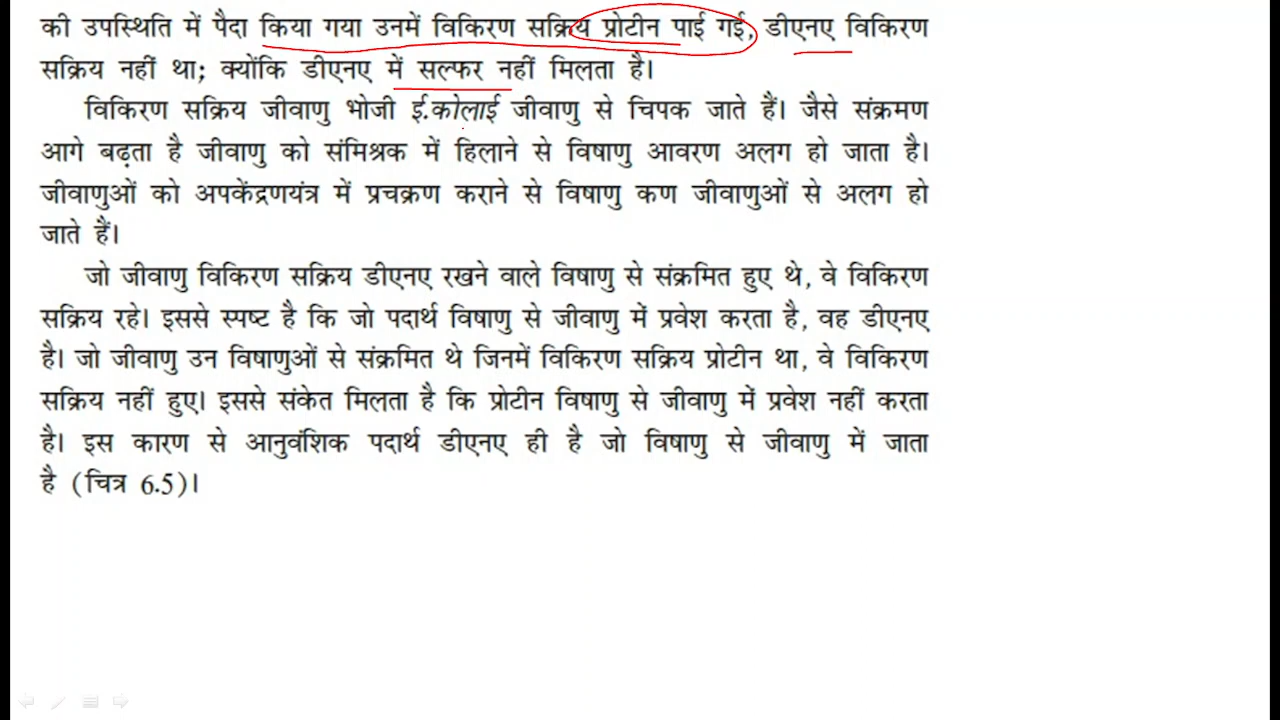 की उपस्थिति में पैदा किया गया उनमें विकिरण सक्रिय प्रोटीन पाई गई, डीएनए विकिरण
सक्रिय नहीं था; क्योंकि डीएनए में सल्फर नहीं मिलता है।
विकिरण सक्रिय जीवाणु भोजी ई.कोलाई जीवाणु से चिपक जाते हैं। जैसे संक्रमण
आगे बढ़ता है जीवाणु को संमिश्रक में हिलाने से विषाणु आवरण अलग हो जाता है।
जीवाणुओं को अपकेंद्रणयंत्र में प्रचक्रण कराने से विषाणु कण जीवाणुओं से अलग हो
जाते हैं।
जो जीवाणु विकिरण सक्रिय डीएनए रखने वाले विषाणु से संक्रमित हुए थे, वे विकिरण
सक्रिय रहे। इससे स्पष्ट है कि जो पदार्थ विषाणु से जीवाणु में प्रवेश करता है, वह डीएनए
है। जो जीवाणु उन विषाणुओं से संक्रमित थे जिनमें विकिरण सक्रिय प्रोटीन था, वे विकिरण
सक्रिय नहीं हुए। इससे संकेत मिलता है कि प्रोटीन विषाणु से जीवाणु में प्रवेश नहीं करता
है। इस कारण से आनुवंशिक पदार्थ डीएनए ही है जो विषाणु से जीवाणु में जाता
है (चित्र 6.5)।